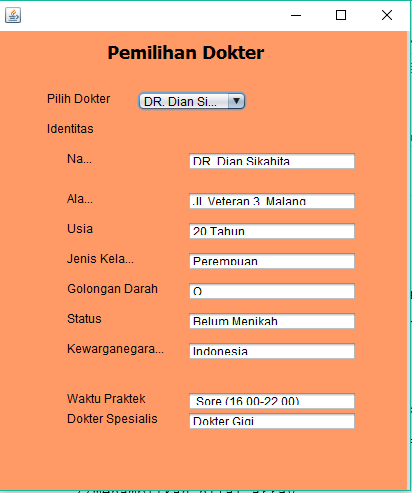 Pemilihan Dokter
Pilih Dokter DR. Dian Si...
Identitas
Na... DR. Dian Sikahita
Ala... Jl. Veteran 3, Malang
Usia 20 Tahun
Jenis Kela... Perempuan
Golongan Darah O
Status Belum Menikah
Kewarganegara... Indonesia
Waktu Praktek Sore (16.00-22.00)
Dokter Spesialis Dokter Gigi